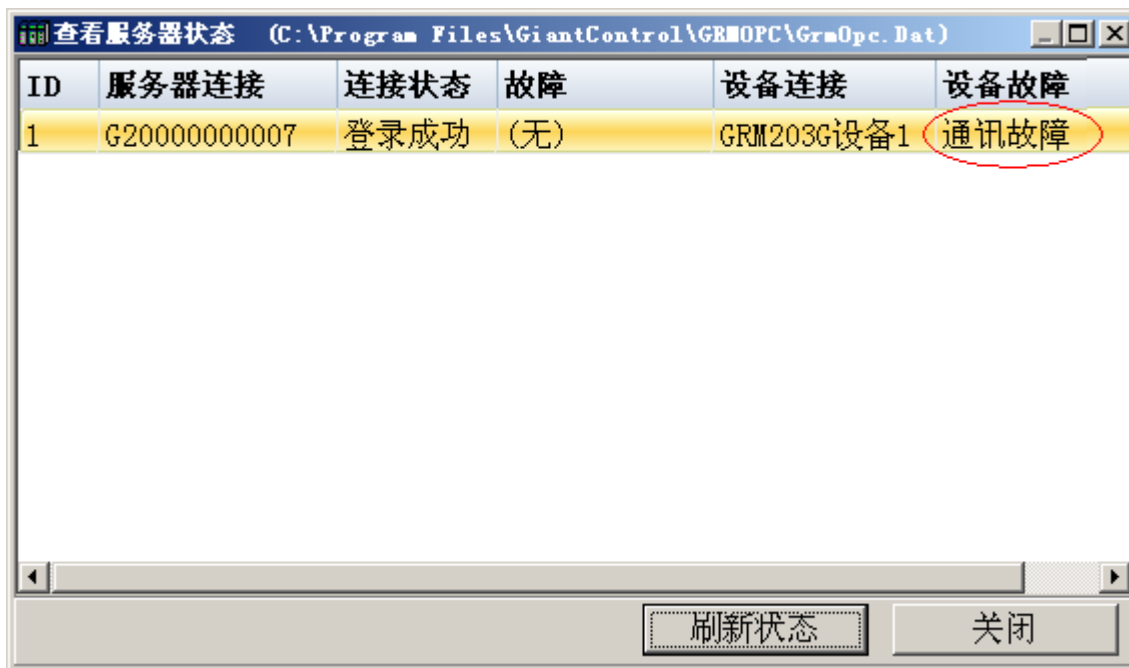 查看服务器状态 (C:\Program Files\GiantControl\GRMOPC\GrmOpc.Dat)
ID 服务器连接 连接状态 故障 设备连接 设备故障
1 G20000000007 登录成功 (无) GRM203G设备1 通讯故障
刷新状态 关闭